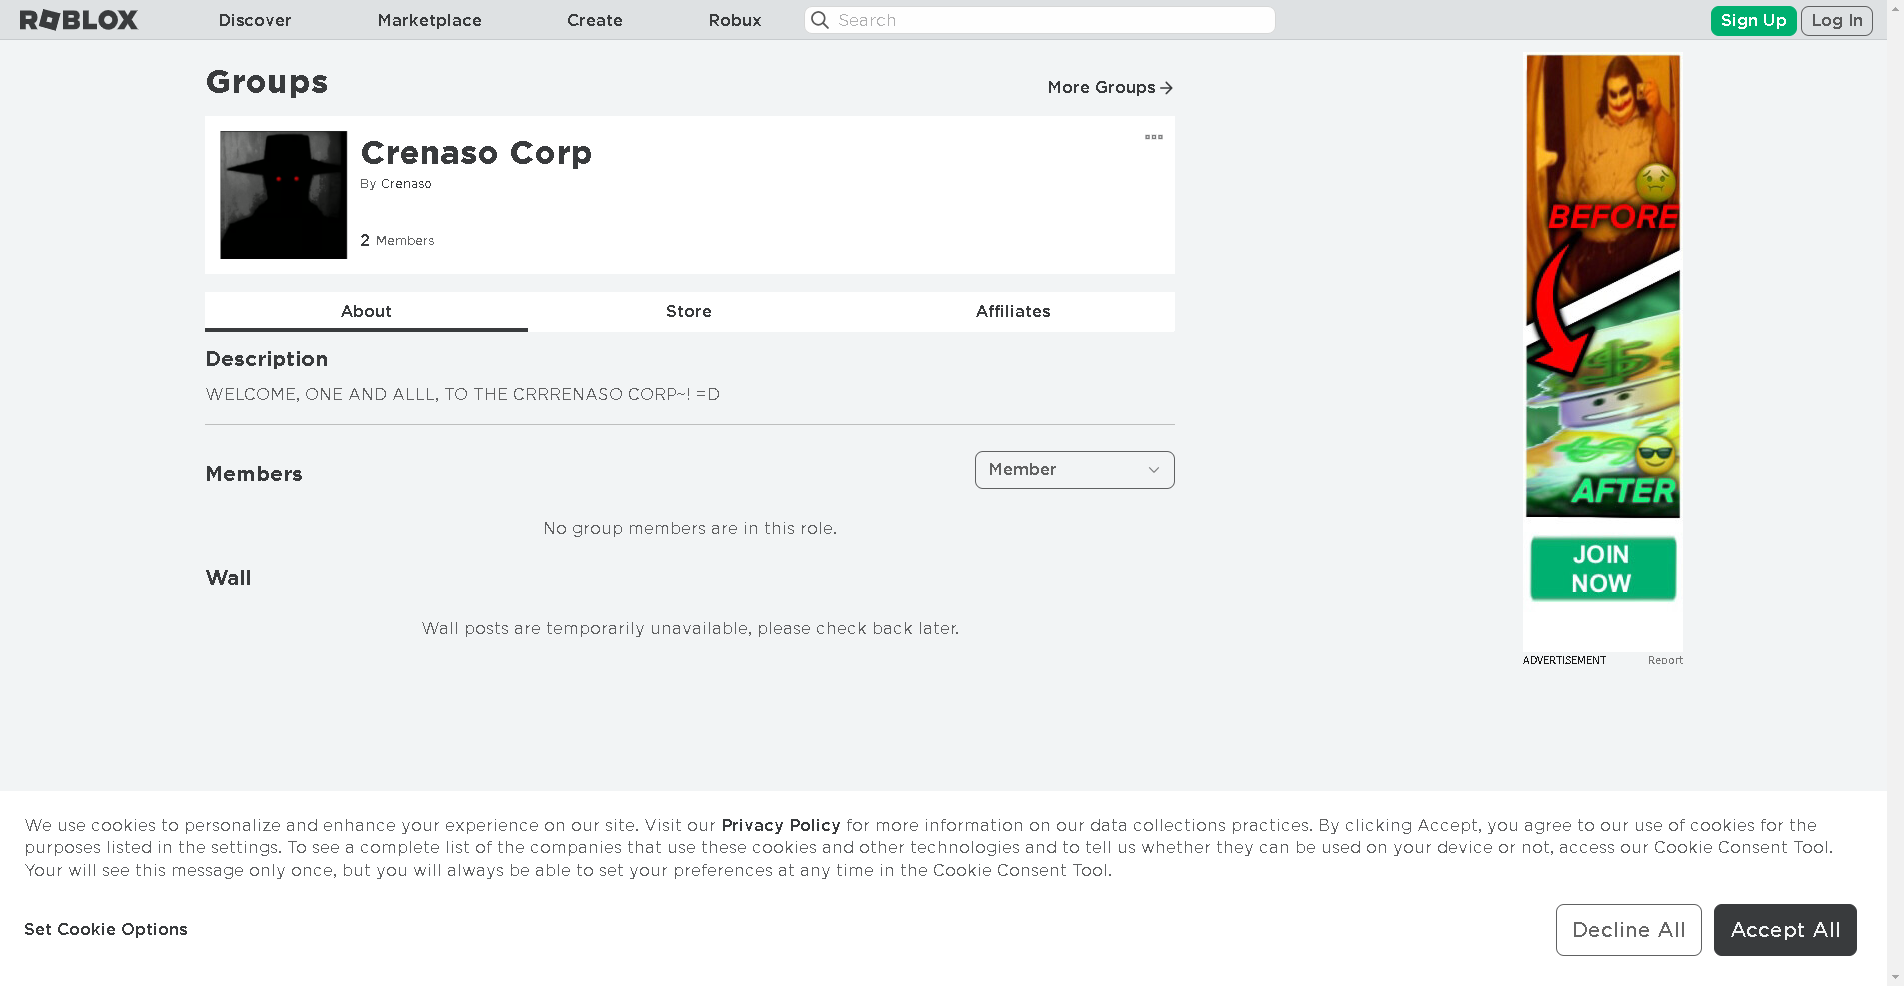 ROBLOX
Discover
Marketplace
Create
Robux
Search
Sign Up
Log In
Groups
More Groups
Crenaso Corp
By Crenaso
2 Members
About
Store
Affiliates
Description
WELCOME, ONE AND ALLL, TO THE CRRRENASO CORP~! =D
Members
Member
No group members are in this role.
Wall
Wall posts are temporarily unavailable, please check back later.
BEFORE
AFTER
JOIN
NOW
ADVERTISEMENT
Report
We use cookies to personalize and enhance your experience on our site. Visit our Privacy Policy for more information on our data collections practices. By clicking Accept, you agree to our use of cookies for the
purposes listed in the settings. To see a complete list of the companies that use these cookies and other technologies and to tell us whether they can be used on your device or not, access our Cookie Consent Tool.
Your will see this message only once, but you will always be able to set your preferences at any time in the Cookie Consent Tool.
Set Cookie Options
Decline All
Accept All